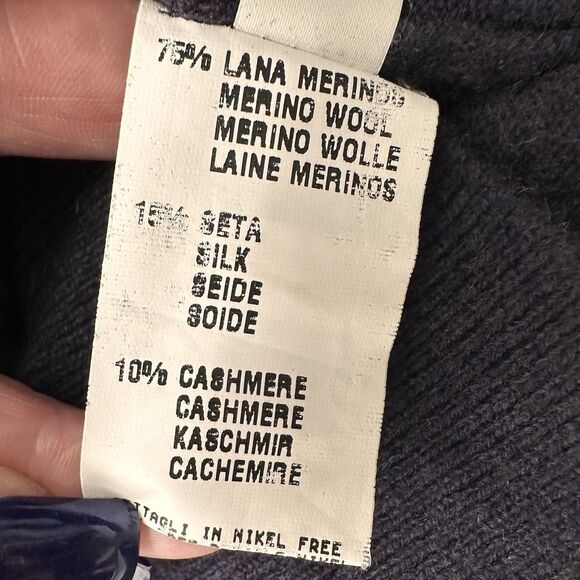 75% LANA MERINOS
MERINO WOOL
MERINO WOLLE
LAINE MERINOS
15% SETA
SILK
SEIDE
SOIDE
10% CASHMERE
CASHMERE
KASCHMIR
CACHEMIRE
TTAGLI IN NIKEL FREE